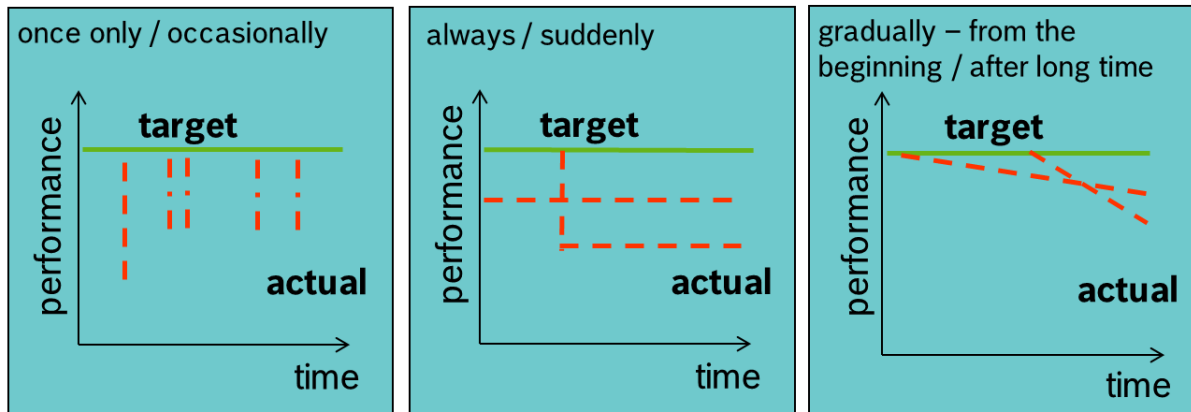 once only / occasionally
target
performance
actual
time
always / suddenly
target
performance
actual
time
gradually – from the
beginning / after long time
target
performance
actual
time